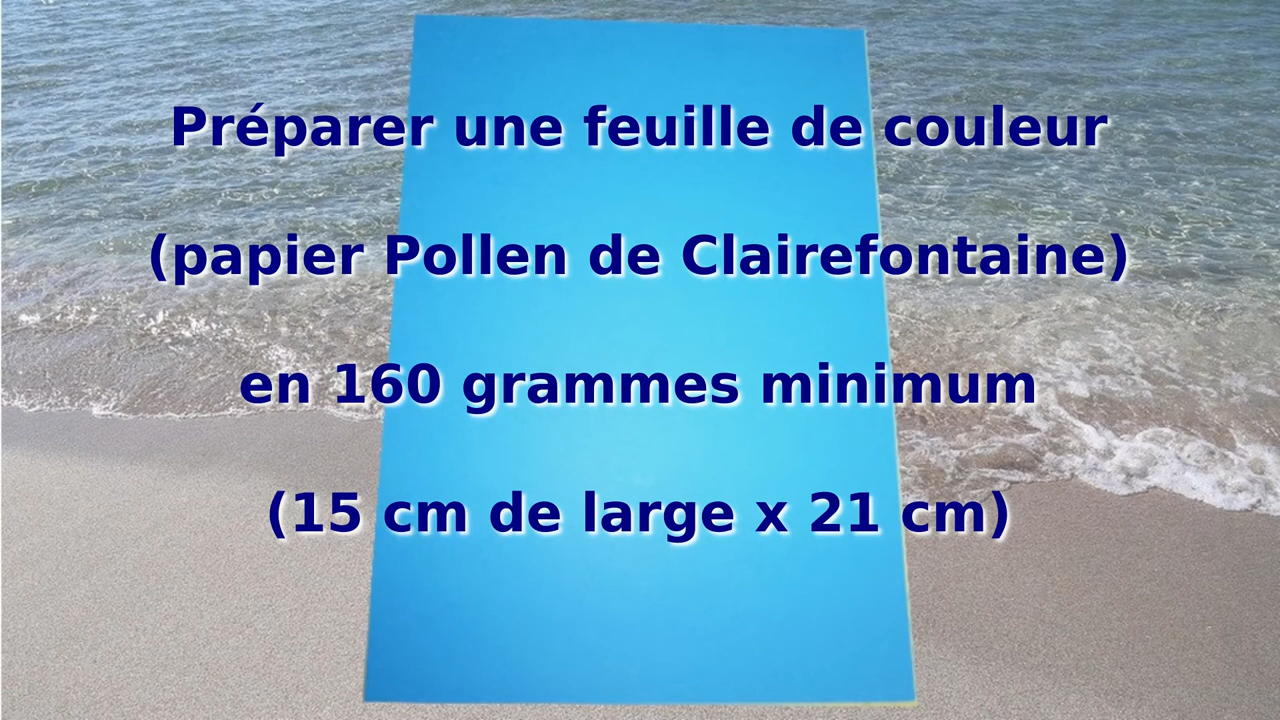 Préparer une feuille de couleur
(papier Pollen de Clairefontaine)
en 160 grammes minimum
(15 cm de large x 21 cm)